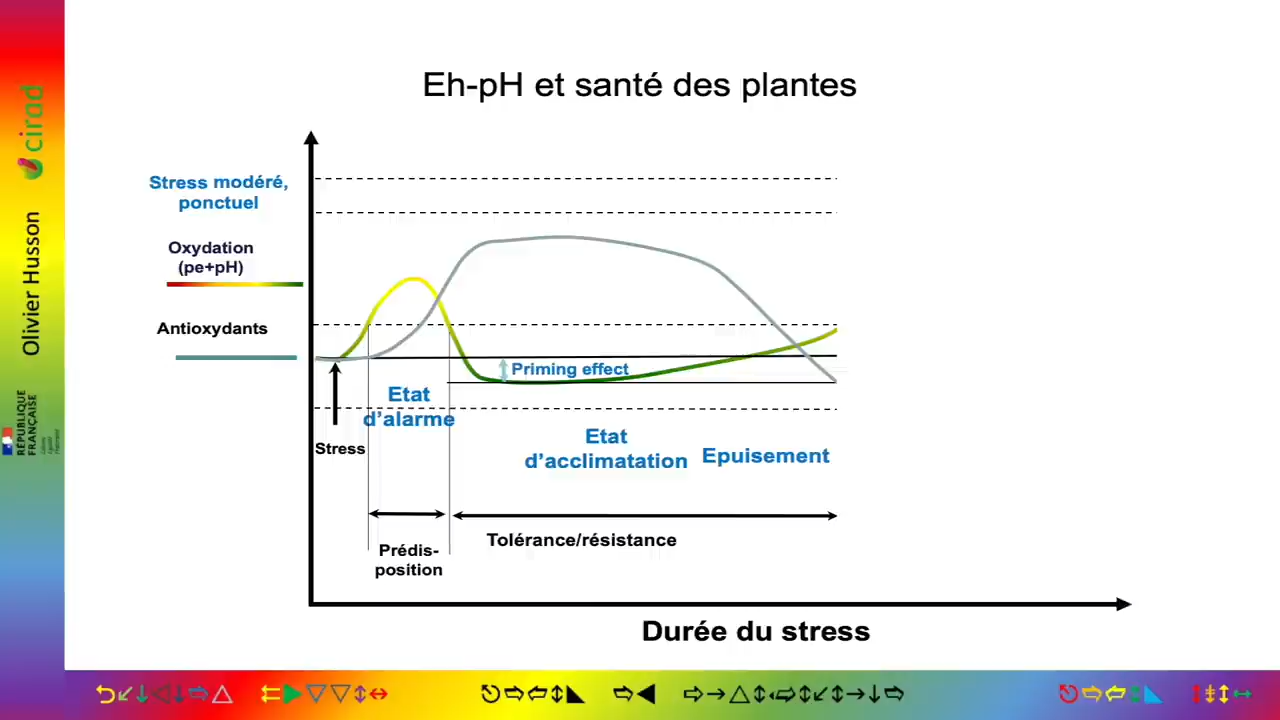 Eh-pH et santé des plantes
Stress modéré,
ponctuel
Oxydation
(pe+pH)
Antioxydants
Priming effect
Etat
d'alarme
Stress
Etat
d'acclimatation
Epuisement
Prédis-
position
Tolérance/résistance
Durée du stress
cirad
Olivier Husson
RÉPUBLIQUE
FRANÇAISE